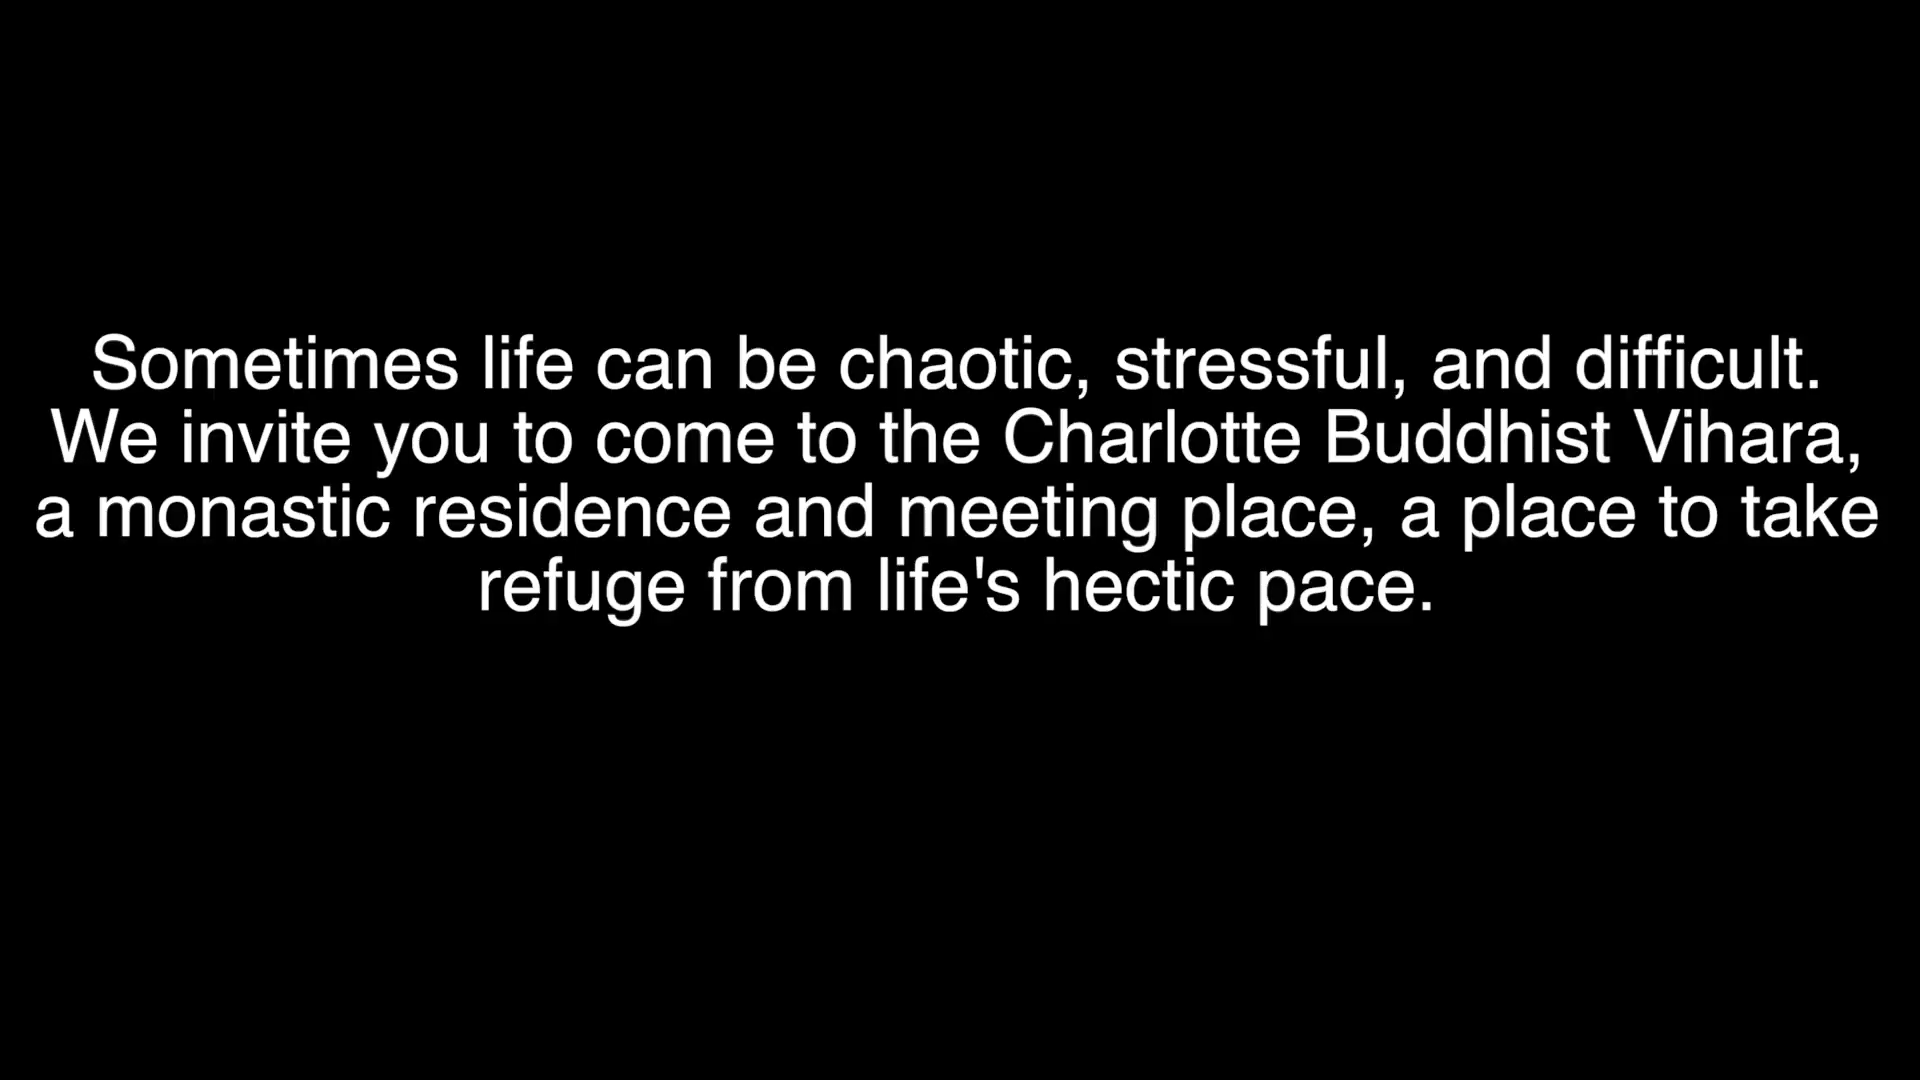 Sometimes life can be chaotic, stressful, and difficult.
We invite you to come to the Charlotte Buddhist Vihara,
a monastic residence and meeting place, a place to take
refuge from life's hectic pace.